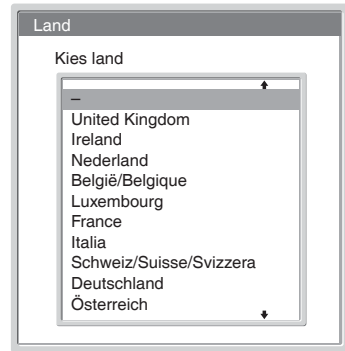 Land
Kies land
–
United Kingdom
Ireland
Nederland
België/Belgique
Luxembourg
France
Italia
Schweiz/Suisse/Svizzera
Deutschland
Österreich